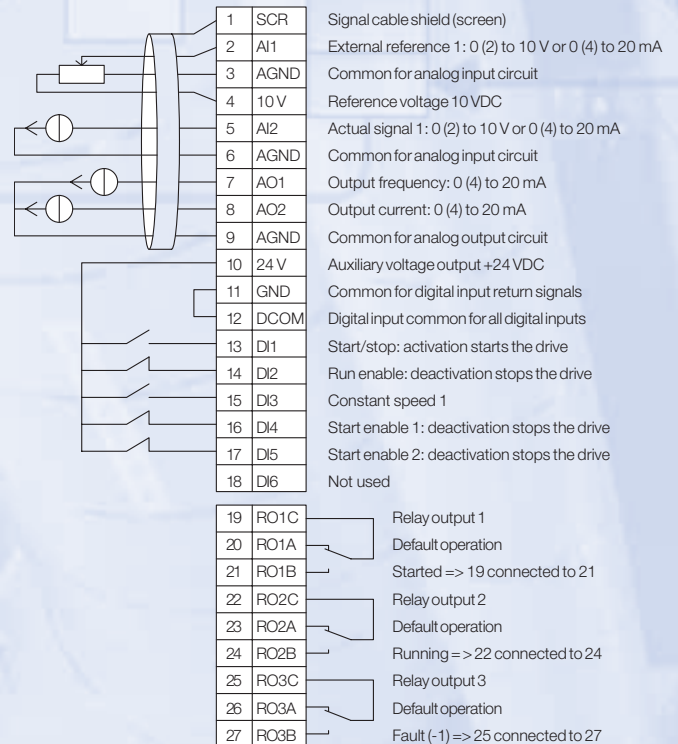 1 SCR Signal cable shield (screen)
2 AI1 External reference 1: 0 (2) to 10 V or 0 (4) to 20 mA
3 AGND Common for analog input circuit
4 10 V Reference voltage 10 VDC
5 AI2 Actual signal 1: 0 (2) to 10 V or 0 (4) to 20 mA
6 AGND Common for analog input circuit
7 AO1 Output frequency: 0 (4) to 20 mA
8 AO2 Output current: 0 (4) to 20 mA
9 AGND Common for analog output circuit
10 24 V Auxiliary voltage output +24 VDC
11 GND Common for digital input return signals
12 DCOM Digital input common for all digital inputs
13 DI1 Start/stop: activation starts the drive
14 DI2 Run enable: deactivation stops the drive
15 DI3 Constant speed 1
16 DI4 Start enable 1: deactivation stops the drive
17 DI5 Start enable 2: deactivation stops the drive
18 DI6 Not used
19 RO1C Relay output 1
20 RO1A Default operation
21 RO1B Started => 19 connected to 21
22 RO2C Relay output 2
23 RO2A Default operation
24 RO2B Running => 22 connected to 24
25 RO3C Relay output 3
26 RO3A Default operation
27 RO3B Fault (-1) => 25 connected to 27